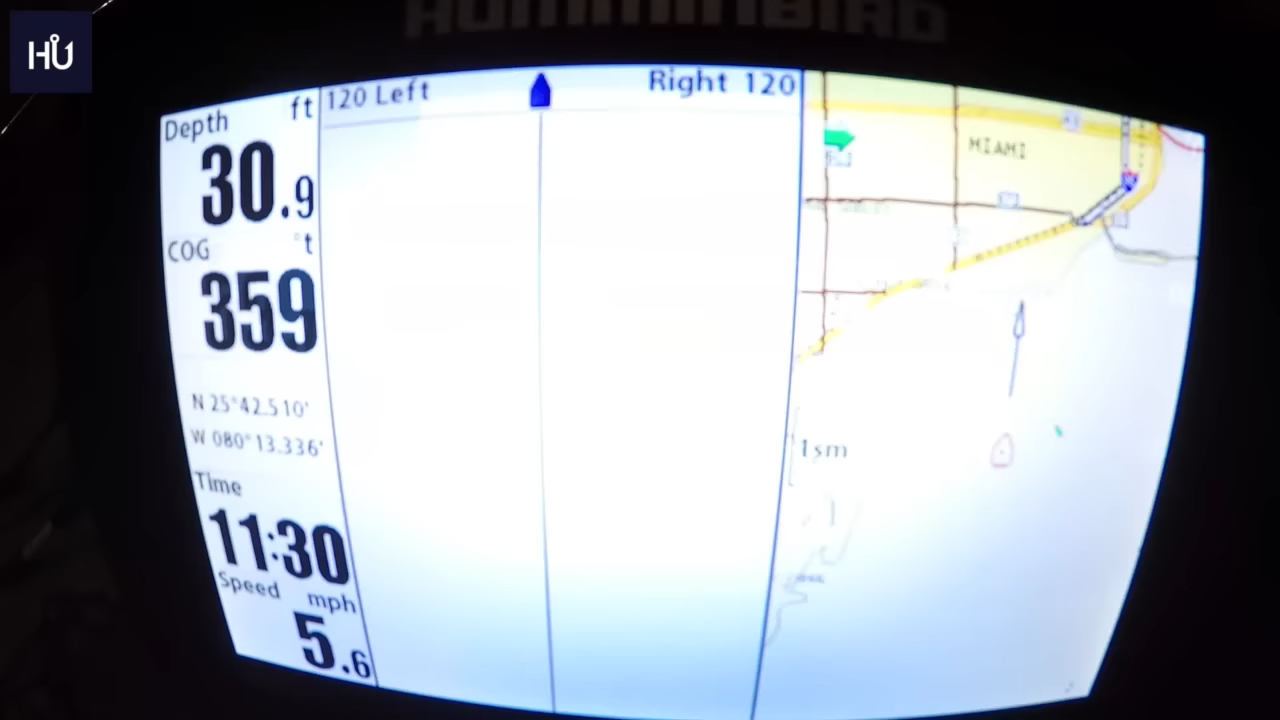 HUMMINBIRD
HU
Depth ft
30.9
COG °t
359
N 25°42.510'
W 080°13.336'
Time
11:30
Speed mph
5.6
120 Left
Right 120
MIAMI
1sm